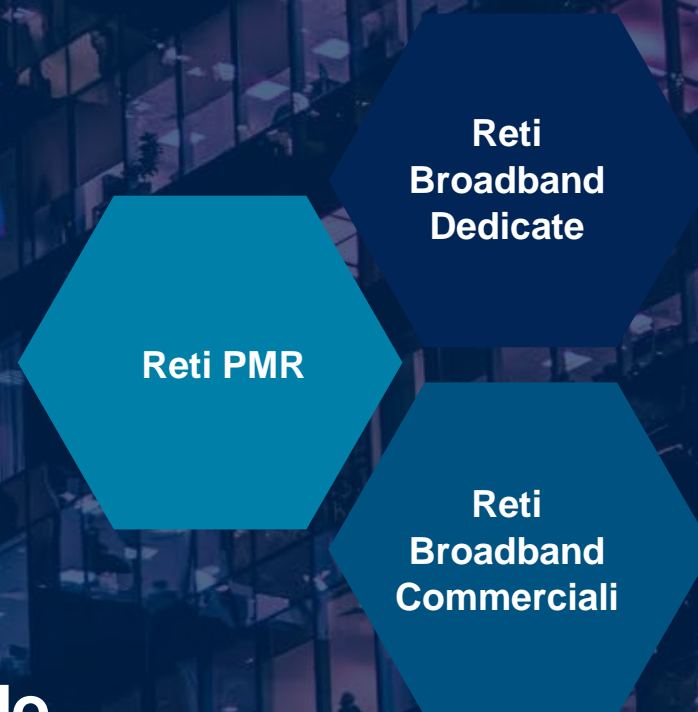 Reti
Broadband
Dedicate
Reti PMR
Reti
Broadband
Commerciali